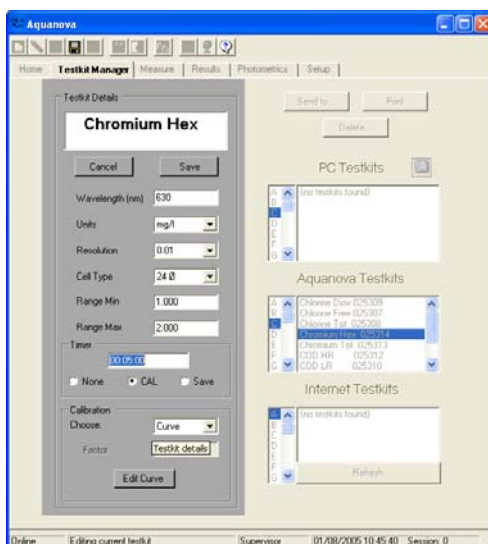 Aquanova
Home Testkit Manager Measure Results Photometrics Setup
Testkit Details
Chromium Hex
Cancel Save
Wavelength (nm) 630
Units mg/l
Resolution 0.01
Cell Type 24 Ø
Range Min 1.000
Range Max 2.000
Timer
00:05:00
None CAL Save
Calibration
Choose: Curve
Factor Testkit details
Edit Curve
Send to... Print
Delete...
PC Testkits
A
B
C
D
E
F
G
(no testkits found)
Aquanova Testkits
A
B
C
D
E
F
G
Chlorine Diox 025309
Chlorine Free 025307
Chlorine Tot 025308
Chromium Hex 025314
Chromium Tot 025313
COD HR 025312
COD LR 025310
Internet Testkits
A
B
C
D
E
F
G
(no testkits found)
Refresh
Online Editing current testkit Supervisor 01/08/2005 10:45:40 Session: 0